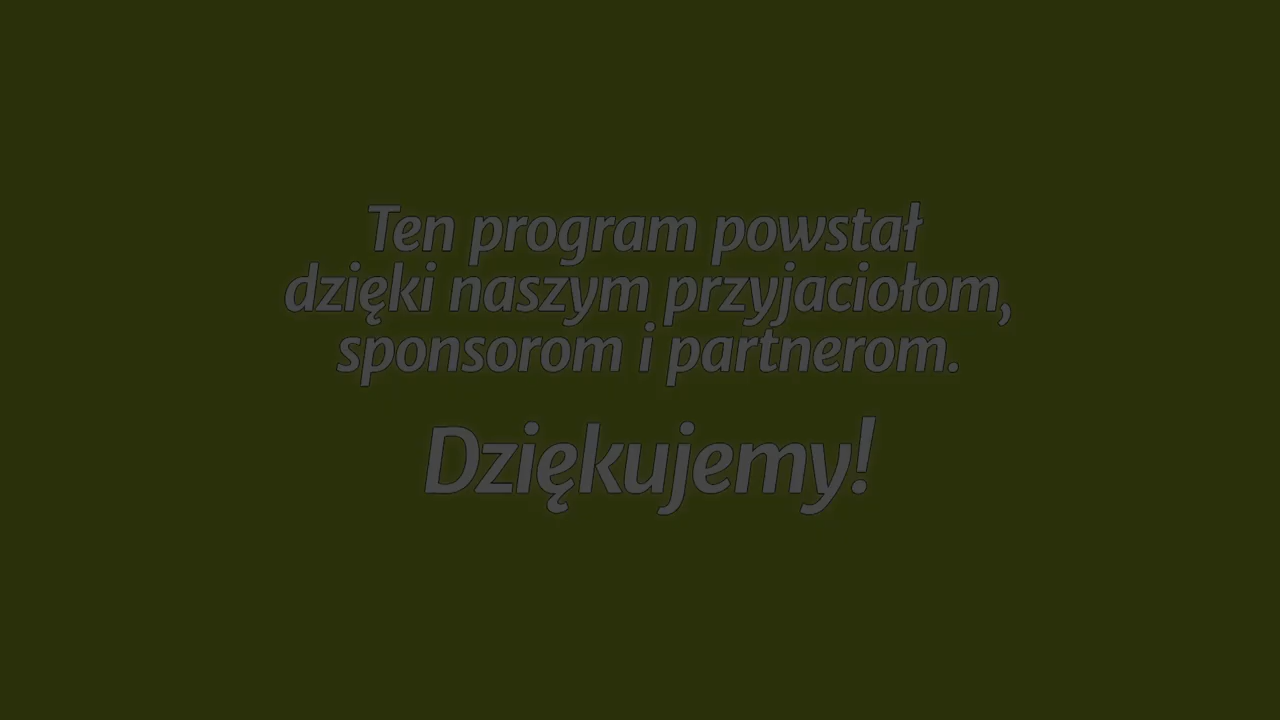 Ten program powstał
dzięki naszym przyjaciołom,
sponsorom i partnerom.
Dziękujemy!